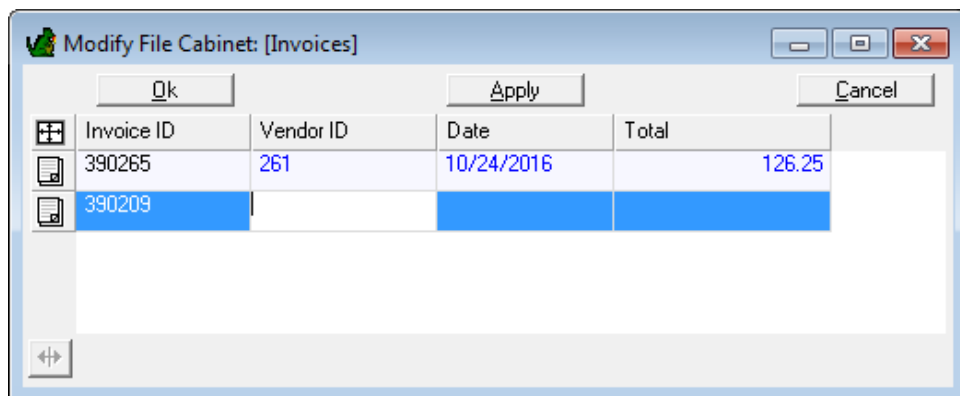 Modify File Cabinet: [Invoices]
Ok Apply Cancel
Invoice ID Vendor ID Date Total
390265 261 10/24/2016 126.25
390209